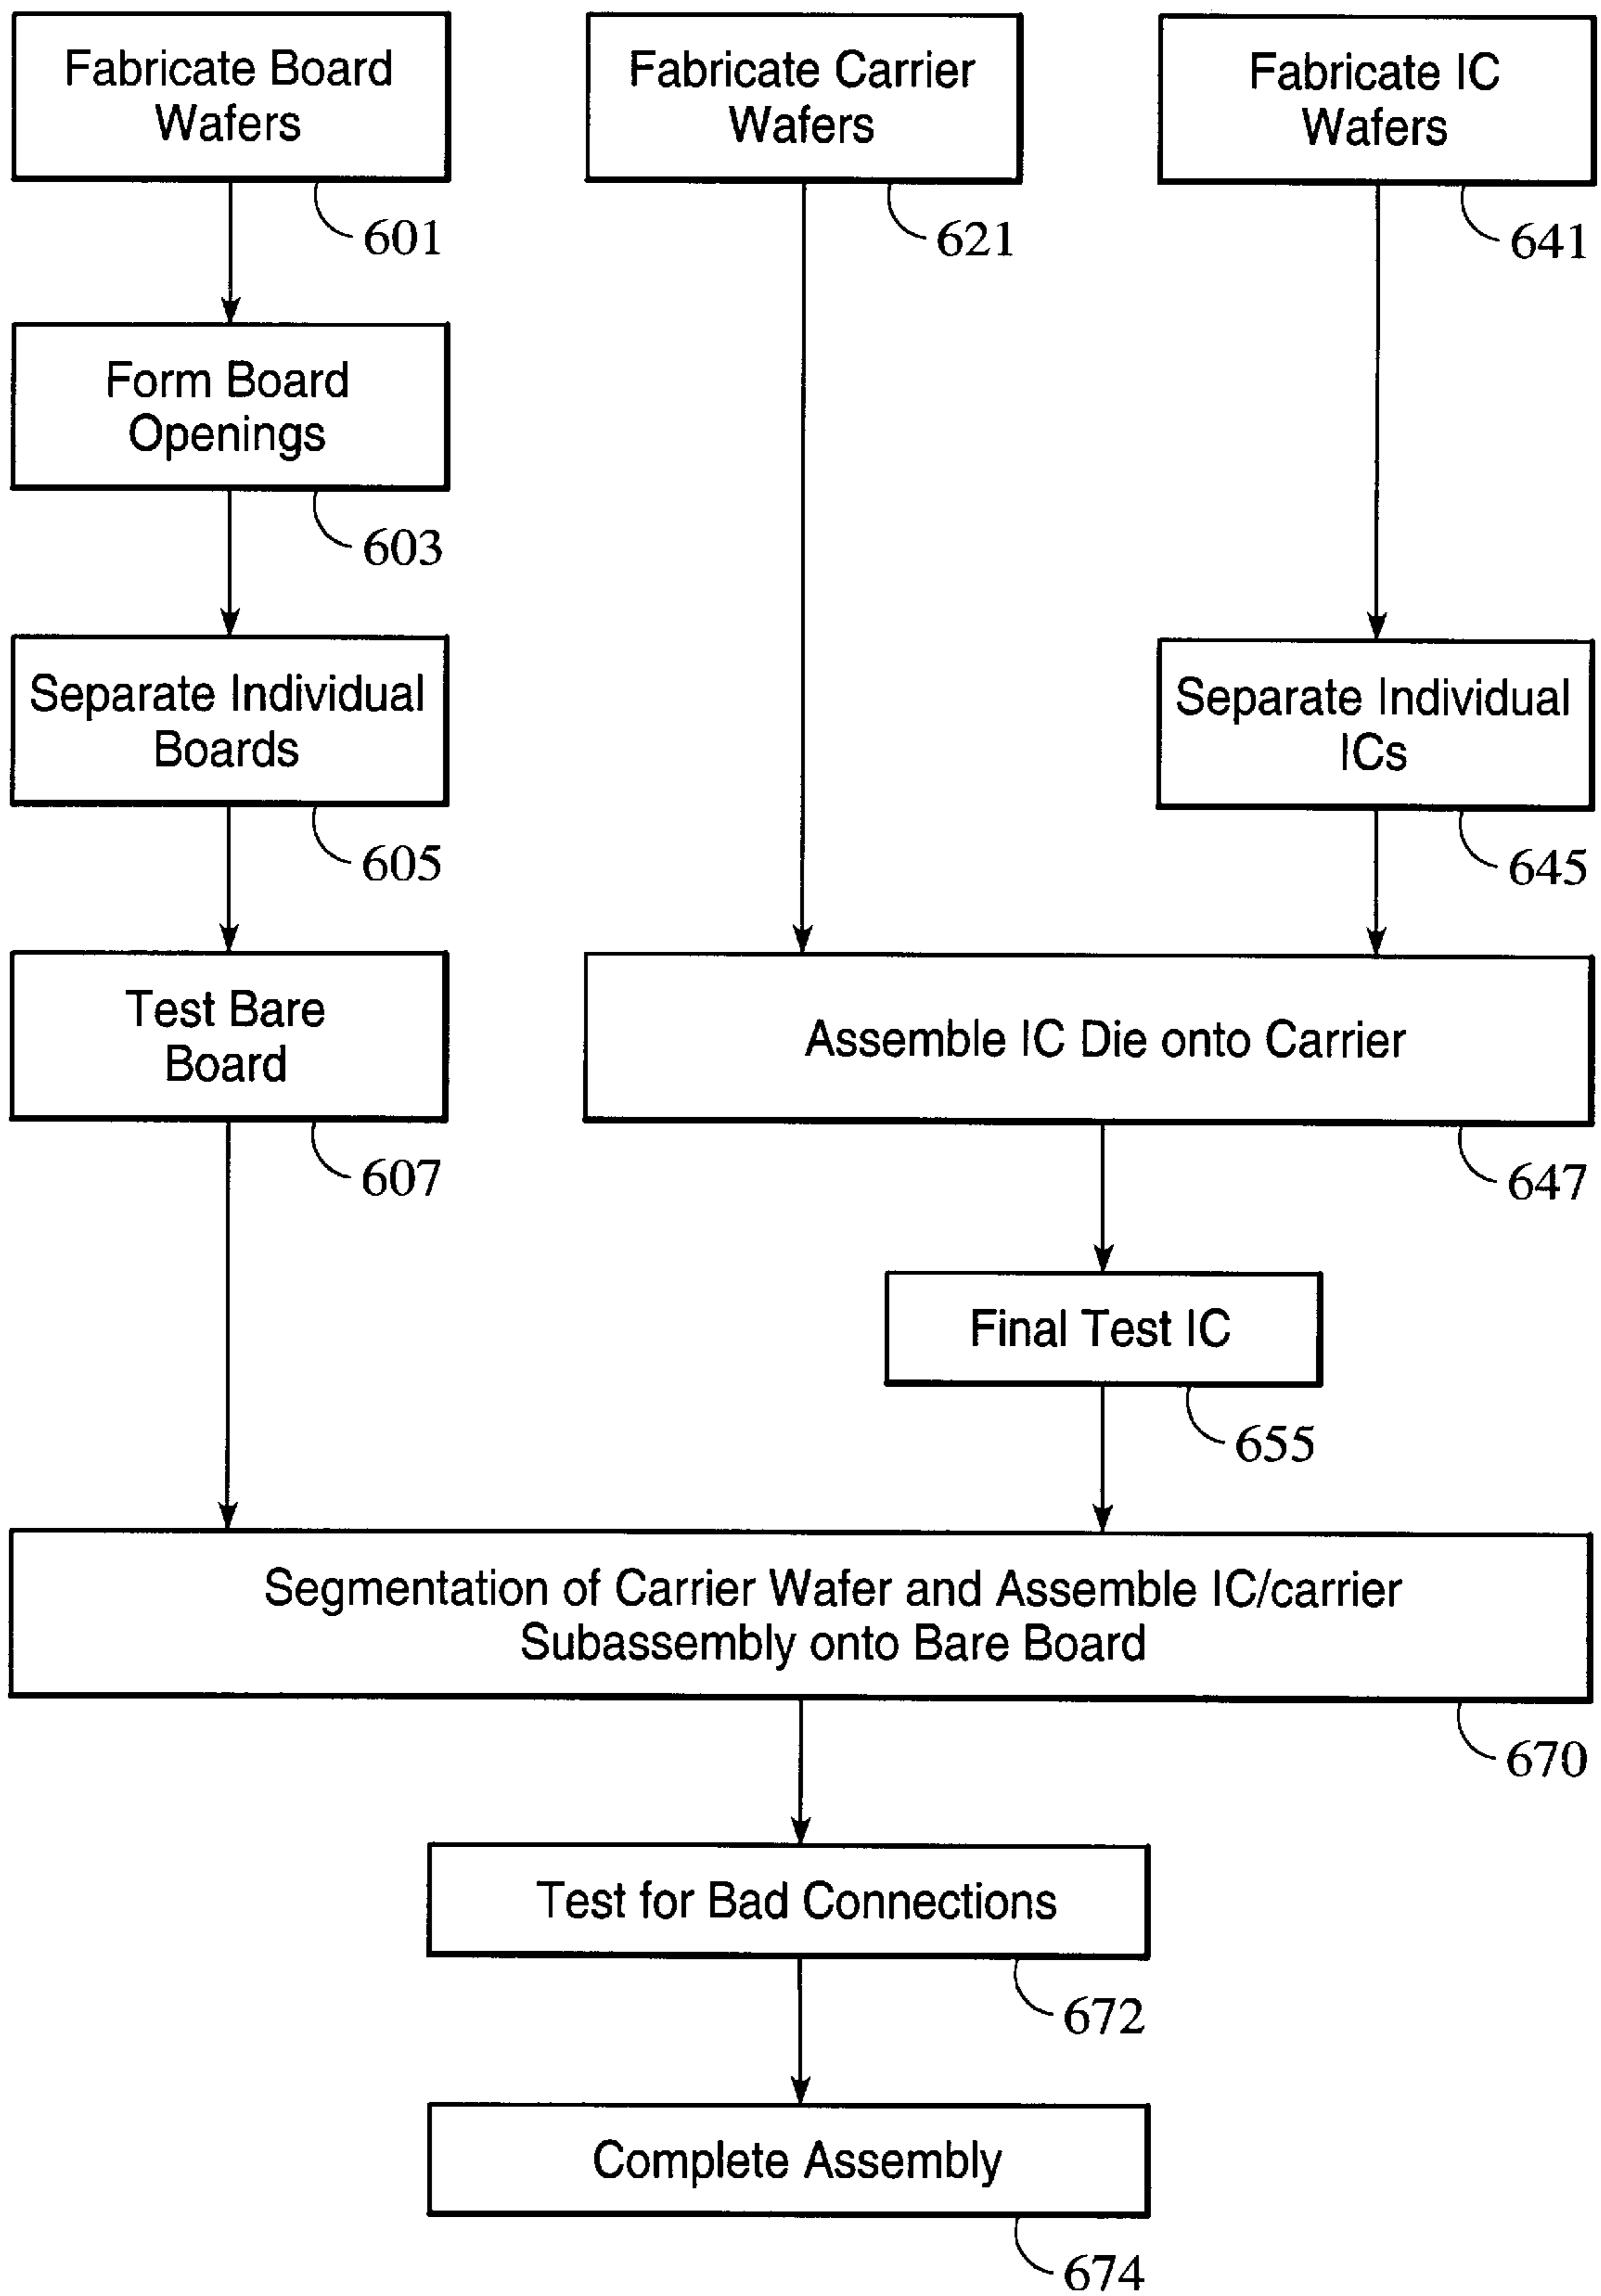 Fabricate Board
Wafers
601
Fabricate Carrier
Wafers
621
Fabricate IC
Wafers
641
Form Board
Openings
603
Separate Individual
Boards
605
Separate Individual
ICs
645
Test Bare
Board
607
Assemble IC Die onto Carrier
647
Final Test IC
655
Segmentation of Carrier Wafer and Assemble IC/carrier
Subassembly onto Bare Board
670
Test for Bad Connections
672
Complete Assembly
674